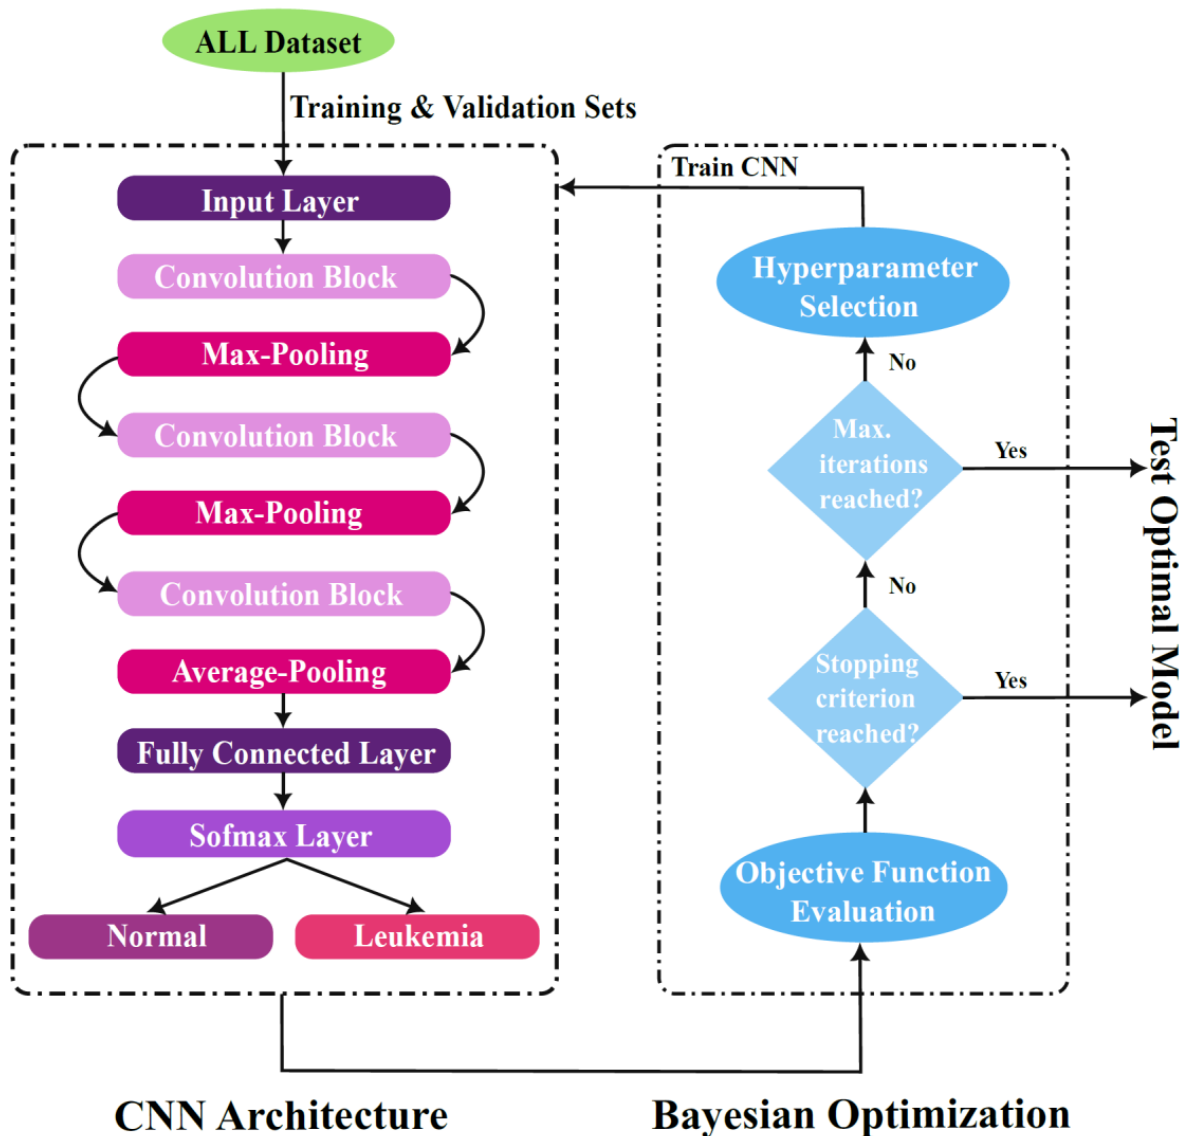 ALL Dataset
Training & Validation Sets
Input Layer
Convolution Block
Max-Pooling
Convolution Block
Max-Pooling
Convolution Block
Average-Pooling
Fully Connected Layer
Sofmax Layer
Normal
Leukemia
CNN Architecture
Train CNN
Hyperparameter
Selection
No
Max.
iterations
reached?
Yes
No
Stopping
criterion
reached?
Yes
Objective Function
Evaluation
Bayesian Optimization
Test Optimal Model